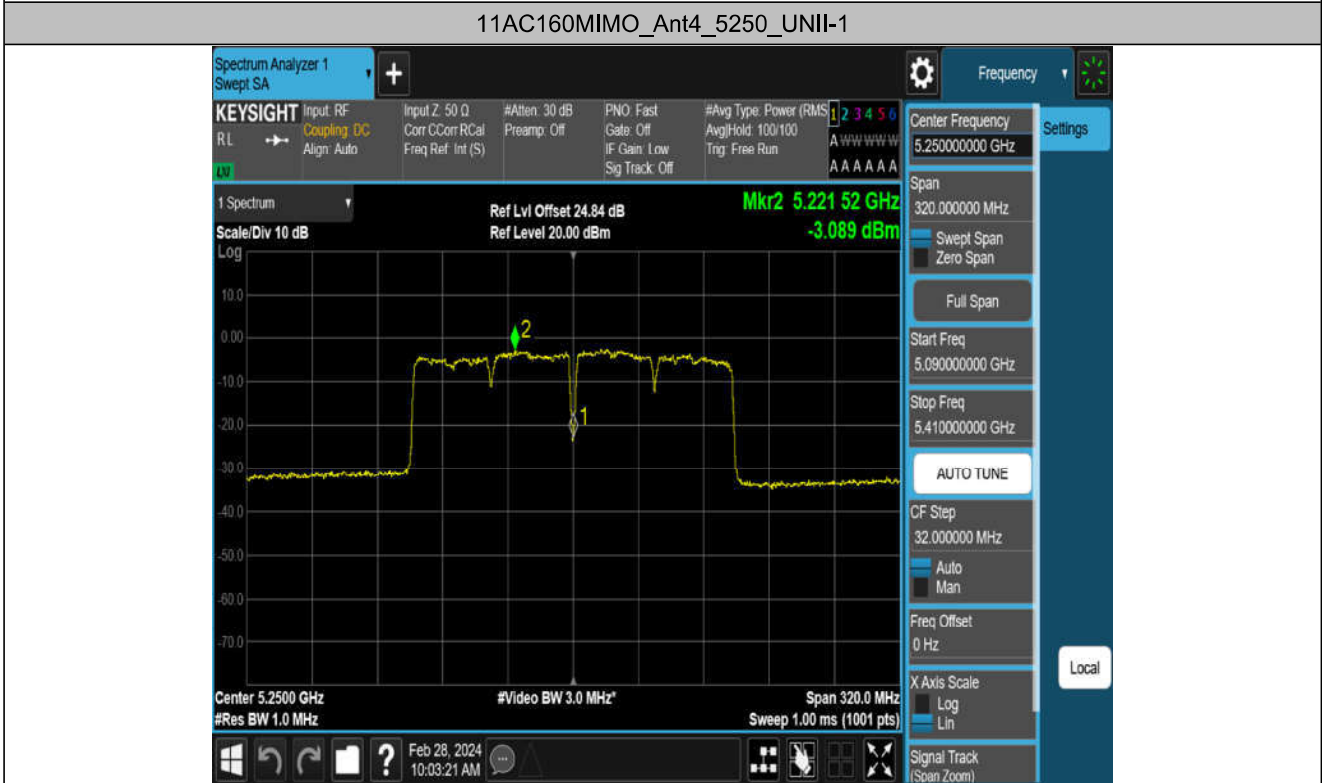 11AC160MIMO_Ant4_5250_UNII-1
Spectrum Analyzer 1
Swept SA
+
Frequency
KEYSIGHT
RL
LXI
Input: RF
Coupling: DC
Align: Auto
Input Z: 50 Ω
Corr CCorr RCal
Freq Ref: Int (S)
#Atten: 30 dB
Preamp: Off
PNO: Fast
Gate: Off
IF Gain: Low
Sig Track: Off
#Avg Type: Power (RMS
Avg|Hold: 100/100
Trig: Free Run
1 2 3 4 5 6
A W W W W W
A A A A A A
1 Spectrum
Scale/Div 10 dB
Log
Ref Lvl Offset 24.84 dB
Ref Level 20.00 dBm
Mkr2 5.221 52 GHz
-3.089 dBm
10.0
0.00
-10.0
-20.0
-30.0
-40.0
-50.0
-60.0
-70.0
2
1
Center 5.2500 GHz
#Res BW 1.0 MHz
#Video BW 3.0 MHz*
Span 320.0 MHz
Sweep 1.00 ms (1001 pts)
?
Feb 28, 2024
10:03:21 AM
Center Frequency
5.250000000 GHz
Settings
Span
320.000000 MHz
Swept Span
Zero Span
Full Span
Start Freq
5.090000000 GHz
Stop Freq
5.410000000 GHz
AUTO TUNE
CF Step
32.000000 MHz
Auto
Man
Freq Offset
0 Hz
X Axis Scale
Log
Lin
Local
Signal Track
(Span Zoom)